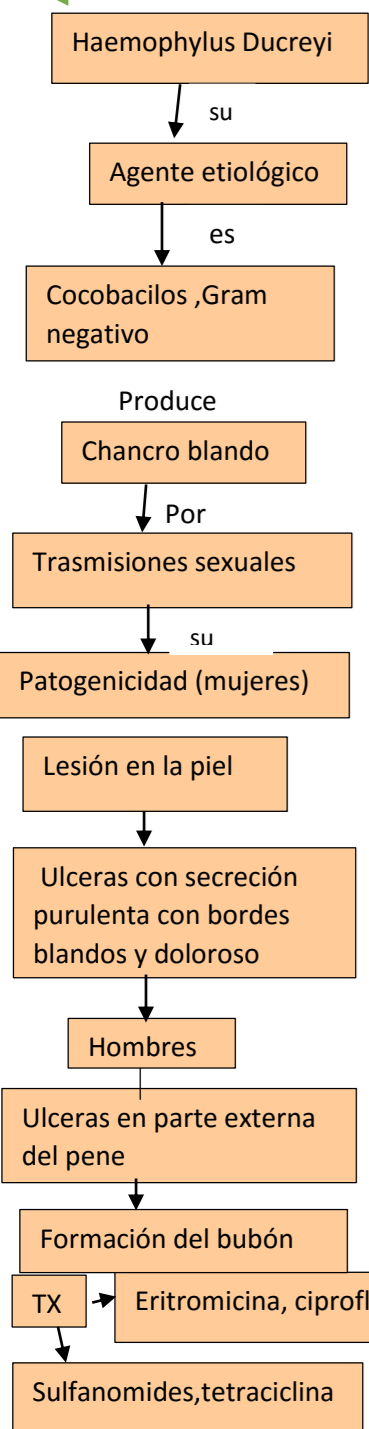 Haemophylus Ducreyi
su
Agente etiológico
es
Cocobacilos ,Gram
negativo
Produce
Chancro blando
Por
Trasmisiones sexuales
su
Patogenicidad (mujeres)
Lesión en la piel
Ulceras con secreción
purulenta con bordes
blandos y doloroso
Hombres
Ulceras en parte externa
del pene
Formación del bubón
TX
Eritromicina, ciprofl
Sulfanomides,tetraciclina